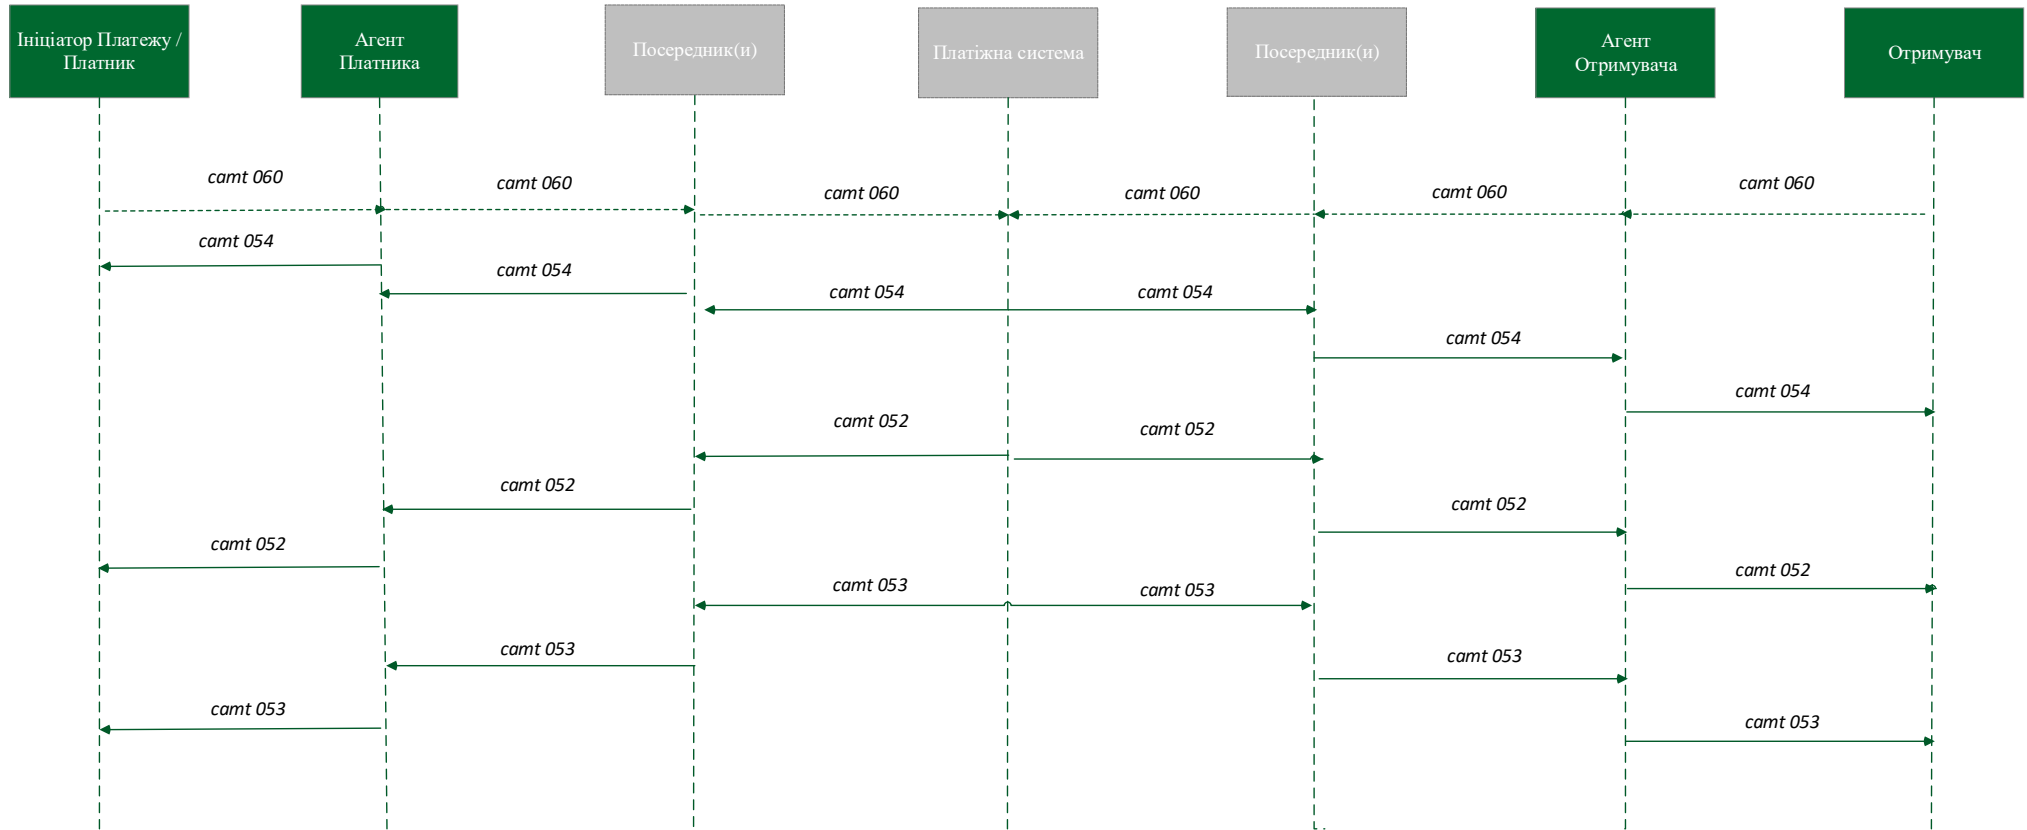 Ініціатор Платежу /
Платник
Агент
Платника
Посередник(и)
Платіжна система
Посередник(и)
Агент
Отримувача
Отримувач
camt 060
camt 060
camt 060
camt 060
camt 060
camt 060
camt 054
camt 054
camt 054
camt 054
camt 054
camt 054
camt 052
camt 052
camt 052
camt 052
camt 052
camt 052
camt 053
camt 053
camt 053
camt 053
camt 053
camt 053